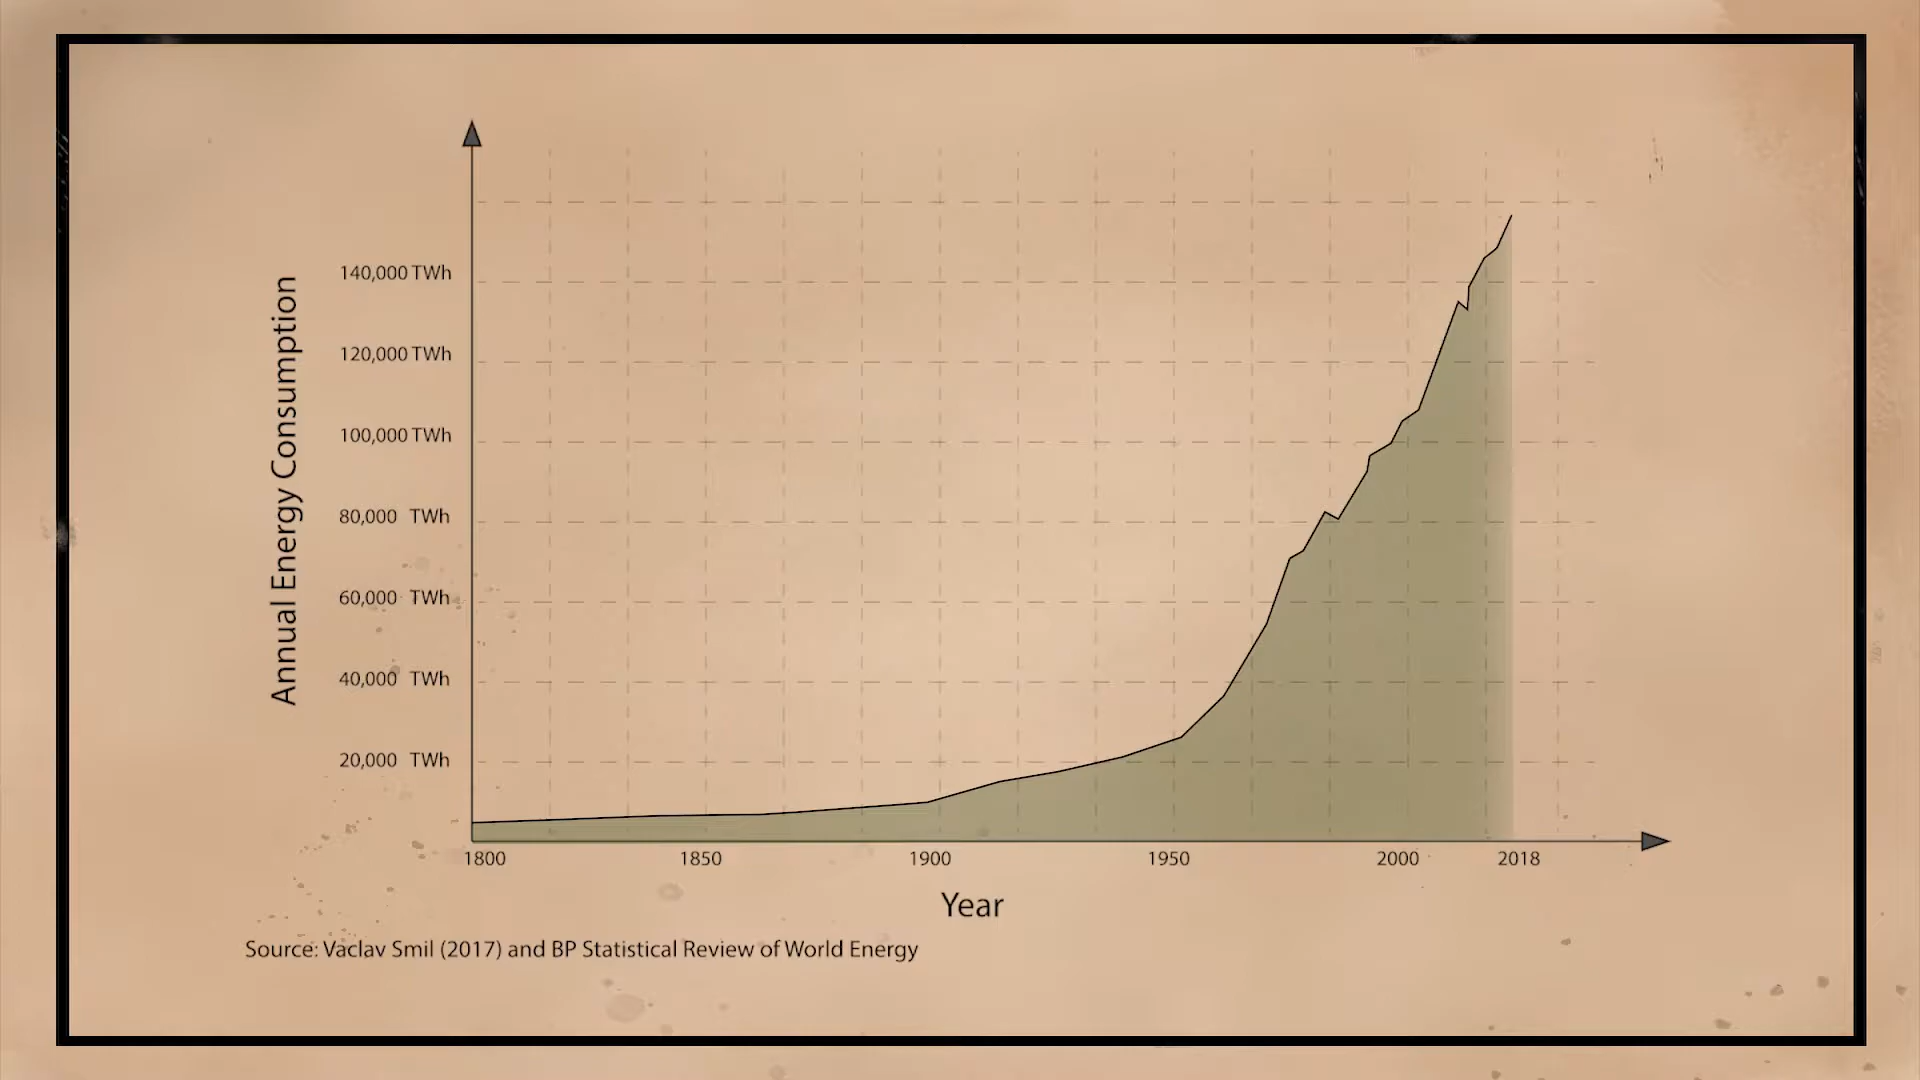 140,000 TWh
120,000 TWh
100,000 TWh
80,000 TWh
60,000 TWh
40,000 TWh
20,000 TWh
Annual Energy Consumption
1800 1850 1900 1950 2000 2018
Year
Source: Vaclav Smil (2017) and BP Statistical Review of World Energy